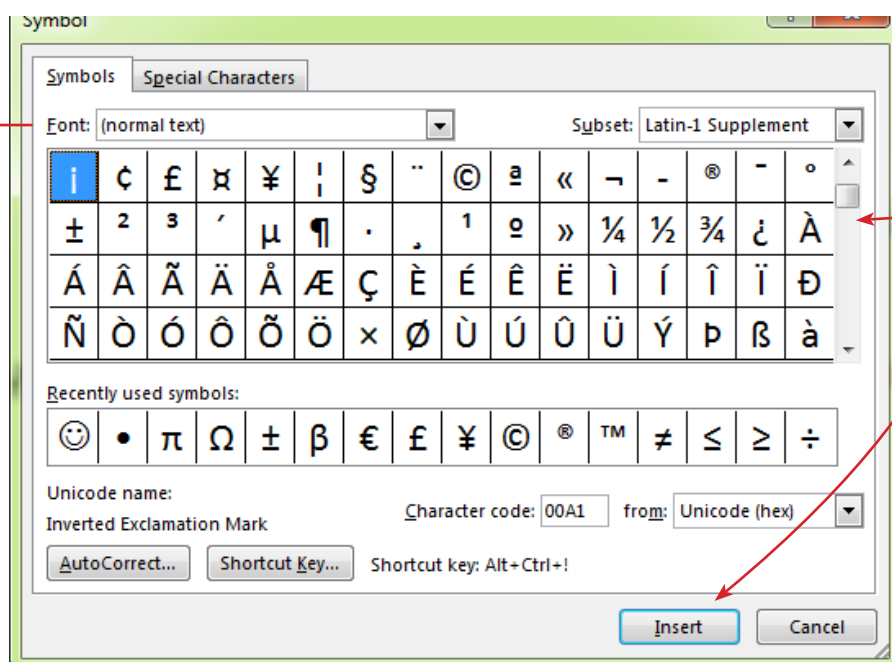 Symbol
Symbols Special Characters
Font: (normal text) Subset: Latin-1 Supplement
¡ ¢ £ ¤ ¥ ¦ § ¨ © ª « ¬ - ® ¯ °
± ² ³ ´ µ ¶ · ¸ ¹ º » ¼ ½ ¾ ¿ À
Á Â Ã Ä Å Æ Ç È É Ê Ë Ì Í Î Ï Ð
Ñ Ò Ó Ô Õ Ö × Ø Ù Ú Û Ü Ý Þ ß à
Recently used symbols:
☺ • π Ω ± β € £ ¥ © ® ™ ≠ ≤ ≥ ÷
Unicode name:
Inverted Exclamation Mark
Character code: 00A1 from: Unicode (hex)
AutoCorrect... Shortcut Key... Shortcut key: Alt+Ctrl+!
Insert Cancel